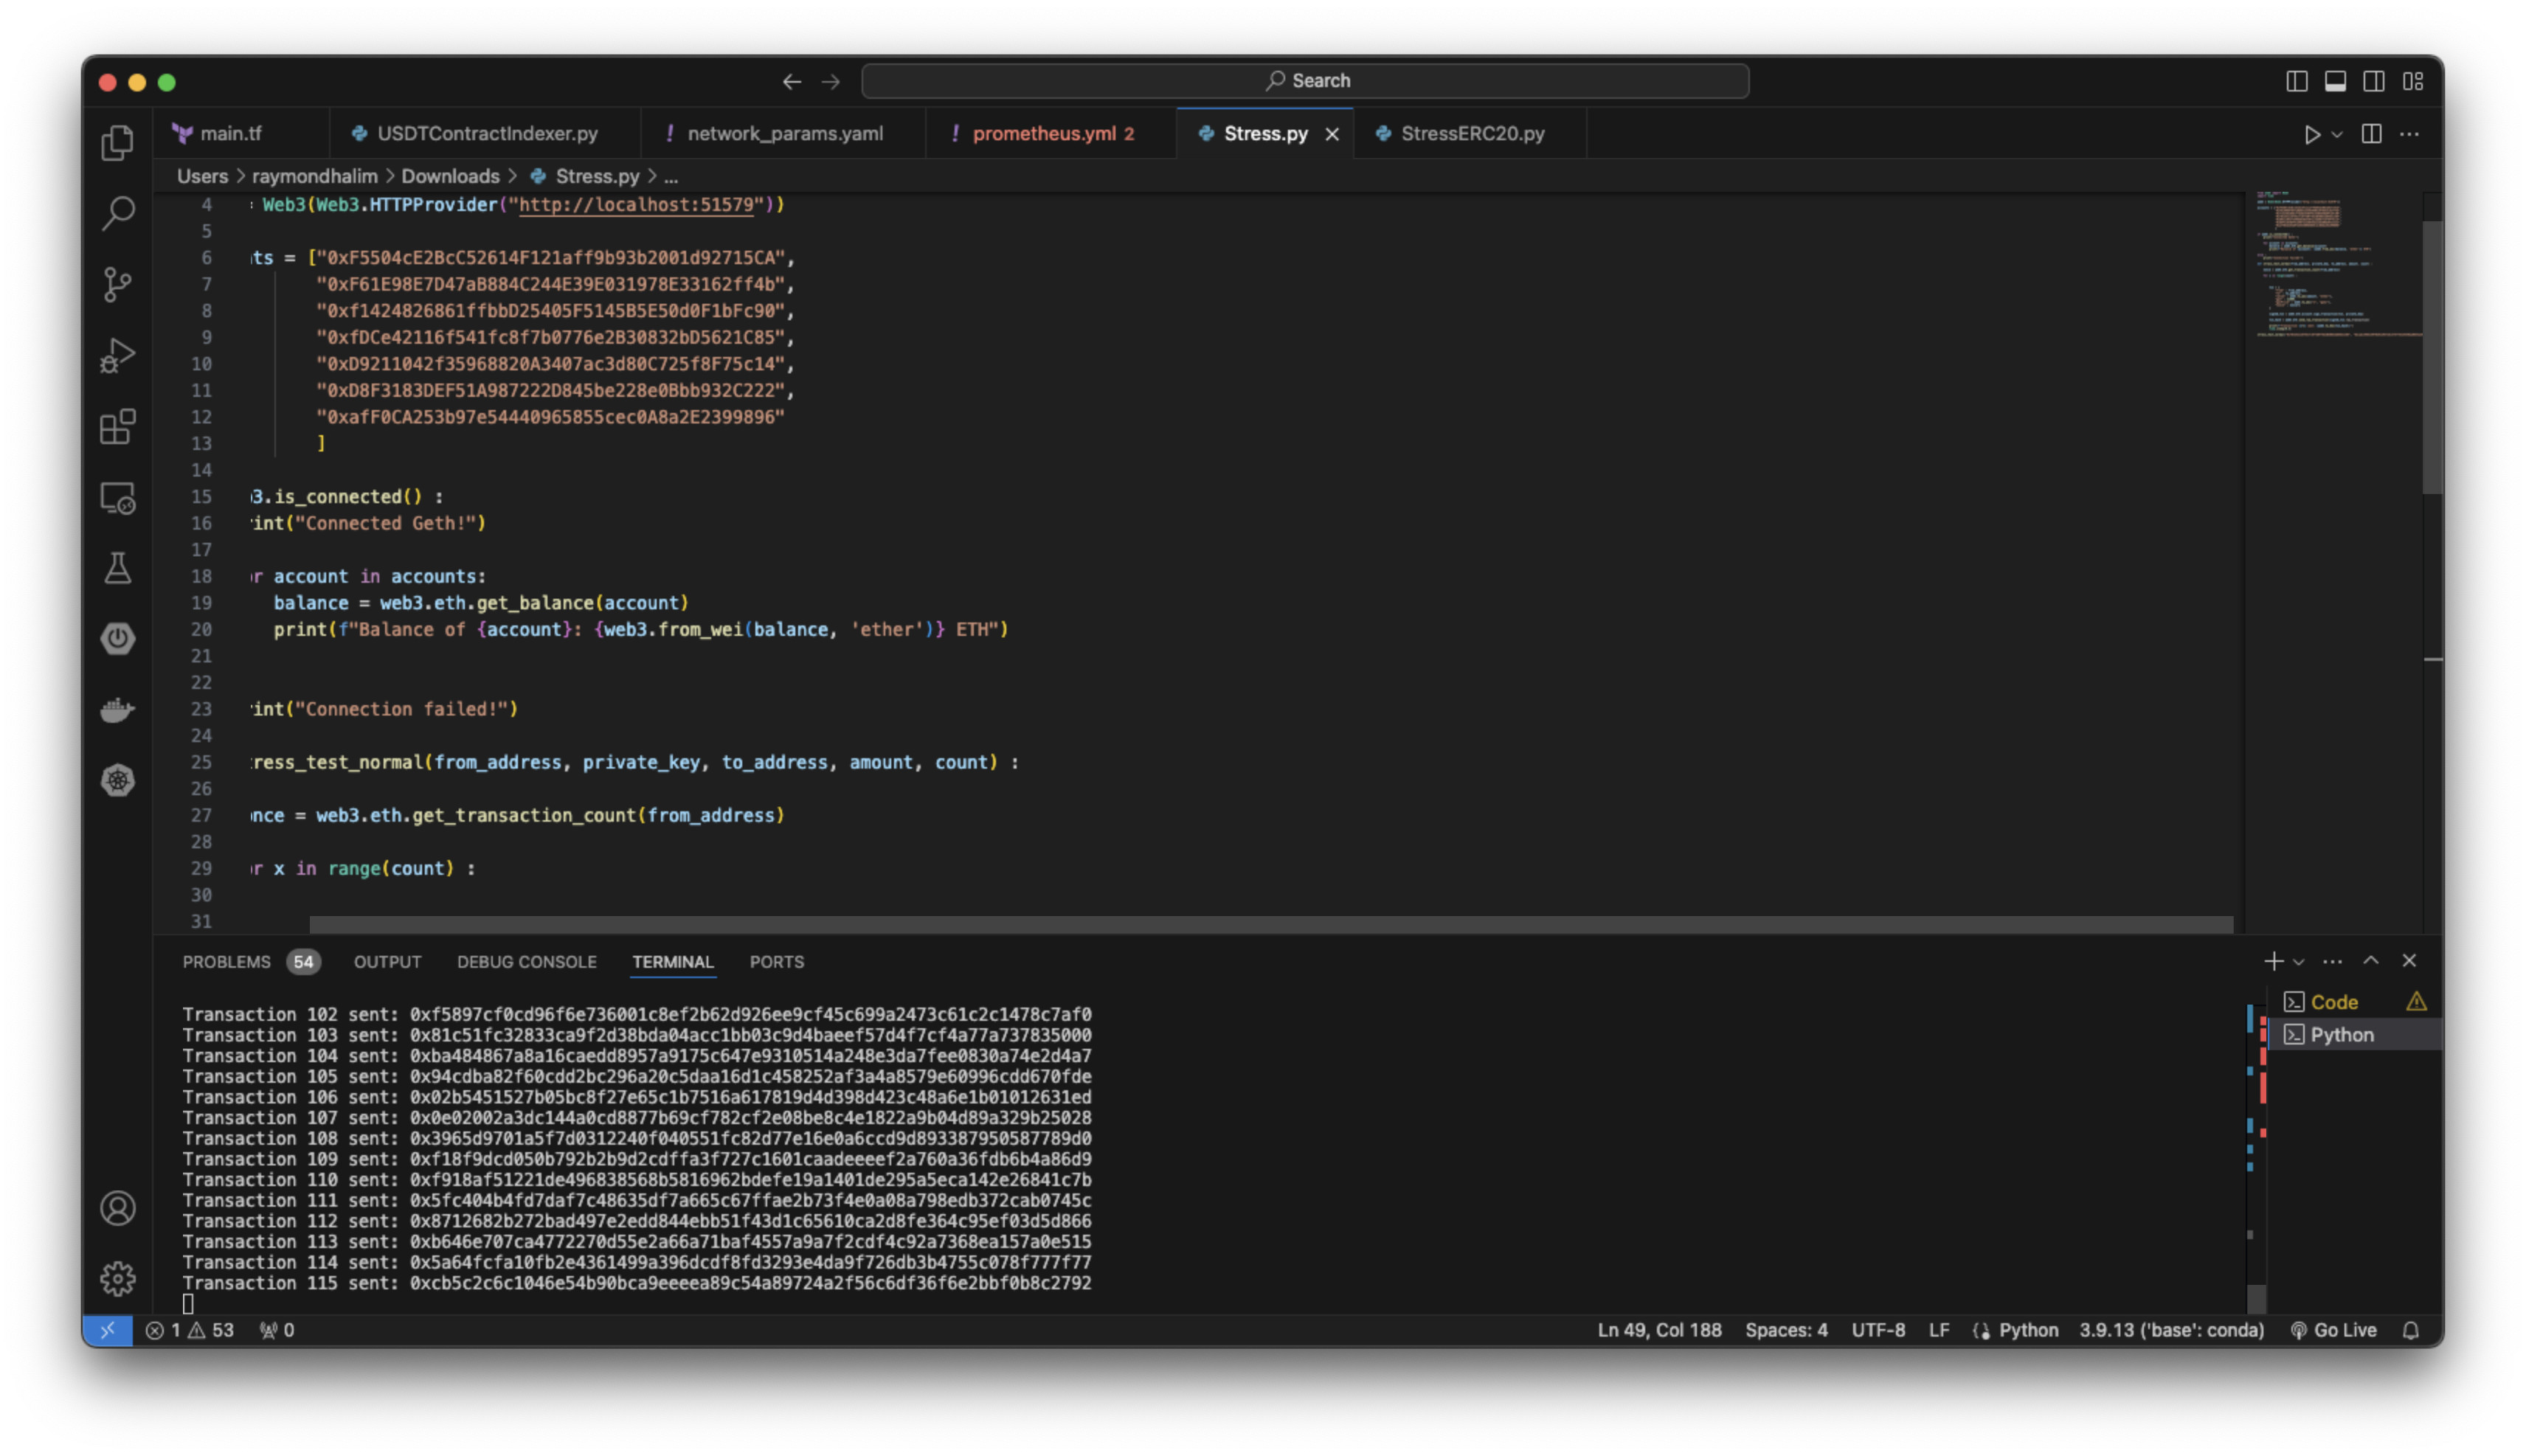 Search
main.tf
USDTContractIndexer.py
! network_params.yaml
! prometheus.yml 2
Stress.py
StressERC20.py
Users > raymondhalim > Downloads > Stress.py > ...
4 = Web3(Web3.HTTPProvider("http://localhost:51579"))
5
6 ts = ["0xF5504cE2BcC52614F121aff9b93b2001d92715CA",
7 "0xF61E98E7D47aB884C244E39E031978E33162ff4b",
8 "0xf1424826861ffbbD25405F5145B5E50d0F1bFc90",
9 "0xfDCe42116f541fc8f7b0776e2B30832bD5621C85",
10 "0xD9211042f35968820A3407ac3d80C725f8F75c14",
11 "0xD8F3183DEF51A987222D845be228e0Bbb932C222",
12 "0xafF0CA253b97e54440965855cec0A8a2E2399896"
13 ]
14
15 3.is_connected() :
16 int("Connected Geth!")
17
18 r account in accounts:
19 balance = web3.eth.get_balance(account)
20 print(f"Balance of {account}: {web3.from_wei(balance, 'ether')} ETH")
21
22
23 int("Connection failed!")
24
25 ress_test_normal(from_address, private_key, to_address, amount, count) :
26
27 nce = web3.eth.get_transaction_count(from_address)
28
29 r x in range(count) :
30
31
PROBLEMS 54 OUTPUT DEBUG CONSOLE TERMINAL PORTS
Transaction 102 sent: 0xf5897cf0cd96f6e736001c8ef2b62d926ee9cf45c699a2473c61c2c1478c7af0
Transaction 103 sent: 0x81c51fc32833ca9f2d38bda04acc1bb03c9d4baeef57d4f7cf4a77a737835000
Transaction 104 sent: 0xba484867a8a16caedd8957a9175c647e9310514a248e3da7fee0830a74e2d4a7
Transaction 105 sent: 0x94cdba82f60cdd2bc296a20c5daa16d1c458252af3a4a8579e60996cdd670fde
Transaction 106 sent: 0x02b5451527b05bc8f27e65c1b7516a617819d4d398d423c48a6e1b01012631ed
Transaction 107 sent: 0x0e02002a3dc144a0cd8877b69cf782cf2e08be8c4e1822a9b04d89a329b25028
Transaction 108 sent: 0x3965d9701a5f7d0312240f040551fc82d77e16e0a6ccd9d893387950587789d0
Transaction 109 sent: 0xf18f9dcd050b792b2b9d2cdffa3f727c1601caadeeeef2a760a36fdb6b4a86d9
Transaction 110 sent: 0xf918af51221de496838568b5816962bdefe19a1401de295a5eca142e26841c7b
Transaction 111 sent: 0x5fc404b4fd7daf7c48635df7a665c67ffae2b73f4e0a08a798edb372cab0745c
Transaction 112 sent: 0x8712682b272bad497e2edd844ebb51f43d1c65610ca2d8fe364c95ef03d5d866
Transaction 113 sent: 0xb646e707ca4772270d55e2a66a71baf4557a9a7f2cdf4c92a7368ea157a0e515
Transaction 114 sent: 0x5a64fcfa10fb2e4361499a396dcdf8fd3293e4da9f726db3b4755c078f777f77
Transaction 115 sent: 0xcb5c2c6c1046e54b90bca9eeeea89c54a89724a2f56c6df36f6e2bbf0b8c2792
Code
Python
1 53 0
Ln 49, Col 188 Spaces: 4 UTF-8 LF Python 3.9.13 ('base': conda) Go Live